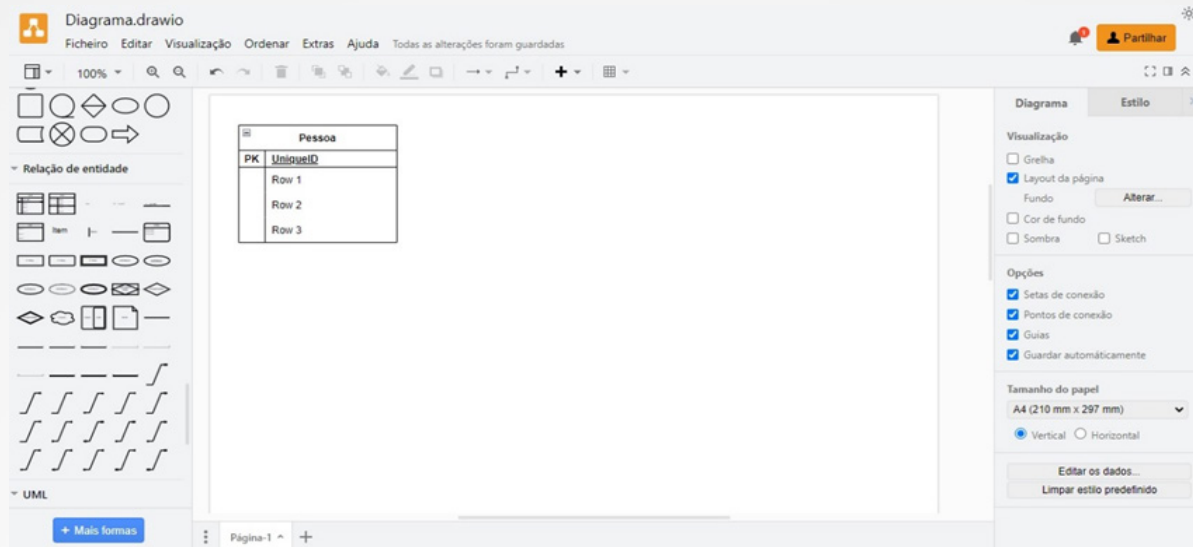 Diagrama.drawio
Ficheiro Editar Visualização Ordenar Extras Ajuda Todas as alterações foram guardadas
Partilhar
100%
Relação de entidade
Item
UML
+ Mais formas
Pessoa
PK UniqueID
Row 1
Row 2
Row 3
Página-1
Diagrama Estilo
Visualização
Grelha
Layout da página
Fundo Alterar...
Cor de fundo
Sombra Sketch
Opções
Setas de conexão
Pontos de conexão
Guias
Guardar automáticamente
Tamanho do papel
A4 (210 mm x 297 mm)
Vertical Horizontal
Editar os dados...
Limpar estilo predefinido